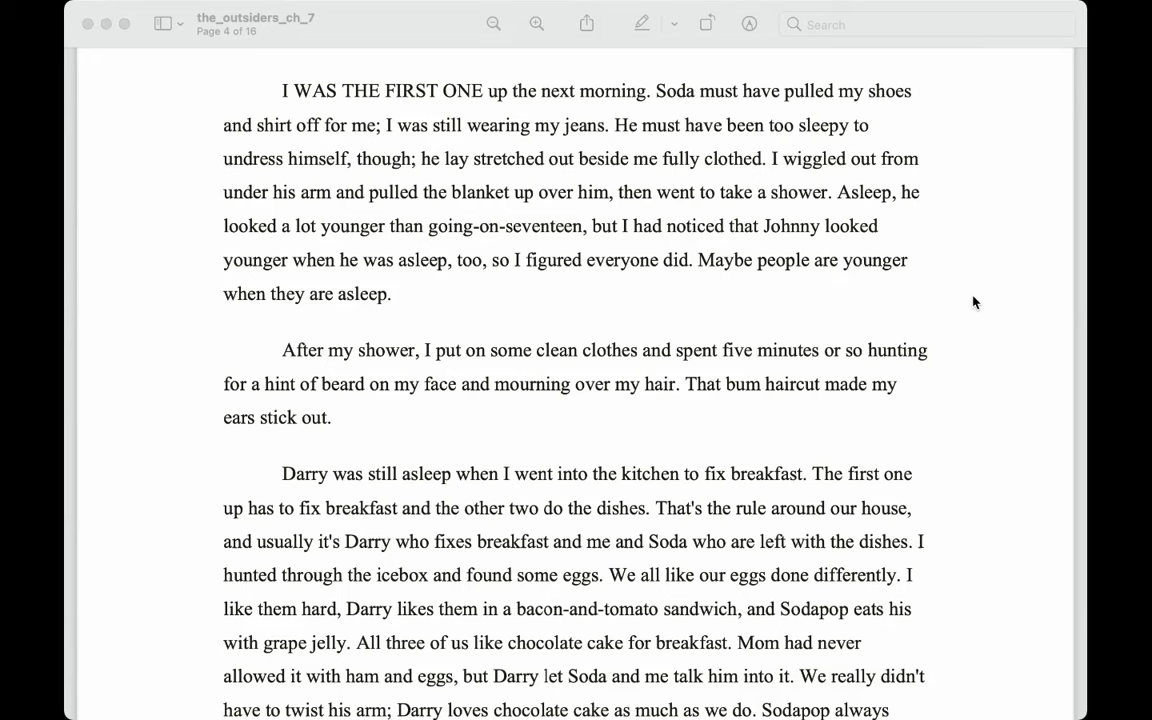 the_outsiders_ch_7
Page 4 of 16
Search
I WAS THE FIRST ONE up the next morning. Soda must have pulled my shoes
and shirt off for me; I was still wearing my jeans. He must have been too sleepy to
undress himself, though; he lay stretched out beside me fully clothed. I wiggled out from
under his arm and pulled the blanket up over him, then went to take a shower. Asleep, he
looked a lot younger than going-on-seventeen, but I had noticed that Johnny looked
younger when he was asleep, too, so I figured everyone did. Maybe people are younger
when they are asleep.
After my shower, I put on some clean clothes and spent five minutes or so hunting
for a hint of beard on my face and mourning over my hair. That bum haircut made my
ears stick out.
Darry was still asleep when I went into the kitchen to fix breakfast. The first one
up has to fix breakfast and the other two do the dishes. That's the rule around our house,
and usually it's Darry who fixes breakfast and me and Soda who are left with the dishes. I
hunted through the icebox and found some eggs. We all like our eggs done differently. I
like them hard, Darry likes them in a bacon-and-tomato sandwich, and Sodapop eats his
with grape jelly. All three of us like chocolate cake for breakfast. Mom had never
allowed it with ham and eggs, but Darry let Soda and me talk him into it. We really didn't
have to twist his arm; Darry loves chocolate cake as much as we do. Sodapop always